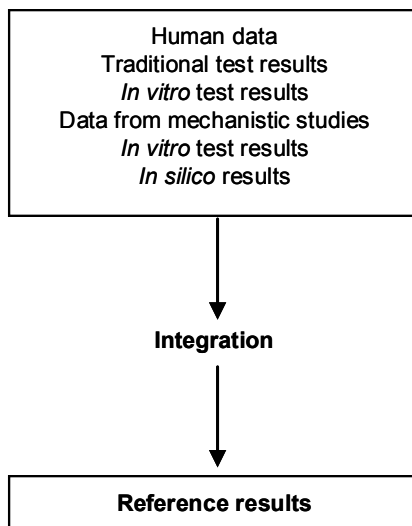 Human data
Traditional test results
In vitro test results
Data from mechanistic studies
In vitro test results
In silico results
Integration
Reference results